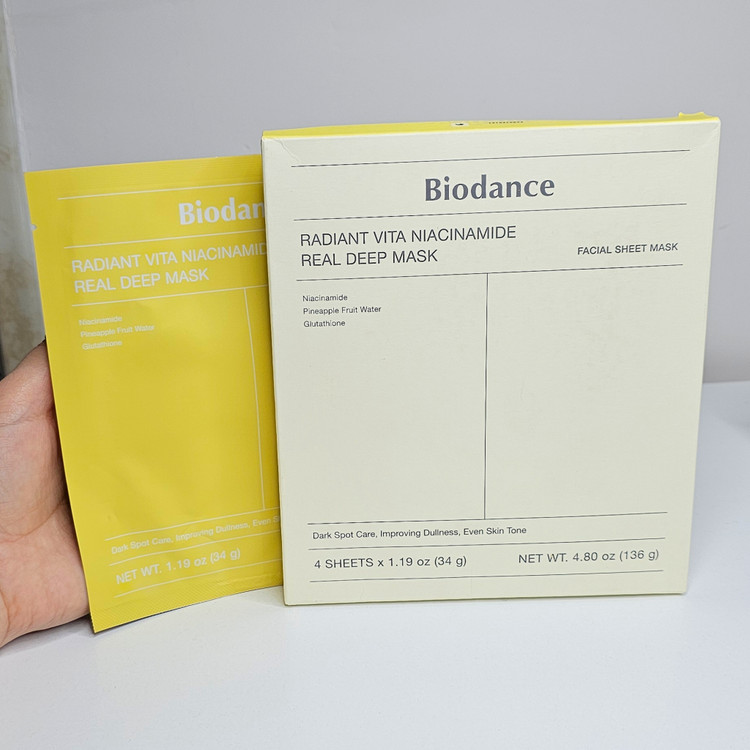 Biodan
RADIANT VITA NIACINAMID
REAL DEEP MASK
Niacinamide
Pineapple Fruit Water
Glutathione
Dark Spot Care, Improving Dullness, Even S
NET WT. 1.19 oz (34 g)
Biodance
RADIANT VITA NIACINAMIDE
REAL DEEP MASK
FACIAL SHEET MASK
Niacinamide
Pineapple Fruit Water
Glutathione
Dark Spot Care, Improving Dullness, Even Skin Tone
4 SHEETS x 1.19 oz (34 g)
NET WT. 4.80 oz (136 g)